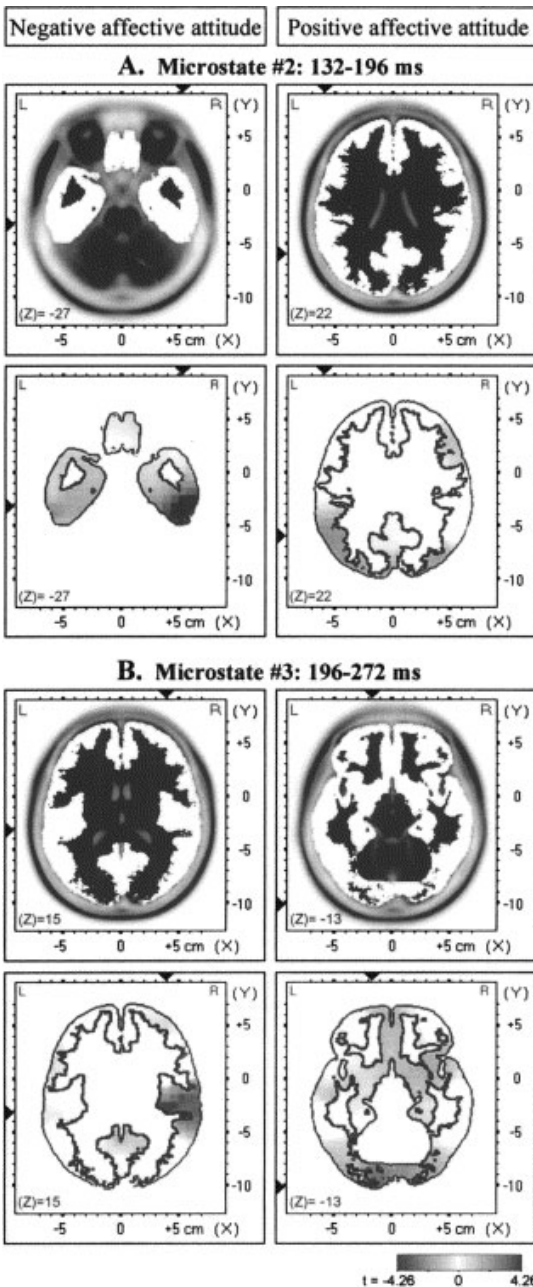 Negative affective attitude Positive affective attitude
A. Microstate #2: 132-196 ms
L R (Y) L R (Y)
+5 +5
0 0
-5 -5
-10 -10
(Z)= -27 (Z)=22
-5 0 +5 cm (X) -5 0 +5 cm (X)
L R (Y) L R (Y)
+5 +5
0 0
-5 -5
-10 -10
(Z)= -27 (Z)=22
-5 0 +5 cm (X) -5 0 +5 cm (X)
B. Microstate #3: 196-272 ms
L R (Y) L R (Y)
+5 +5
0 0
-5 -5
-10 -10
(Z)=15 (Z)= -13
-5 0 +5 cm (X) -5 0 +5 cm (X)
L R (Y) L R (Y)
+5 +5
0 0
-5 -5
-10 -10
(Z)=15 (Z)= -13
-5 0 +5 cm (X) -5 0 +5 cm (X)
t = -4.26 0 4.26